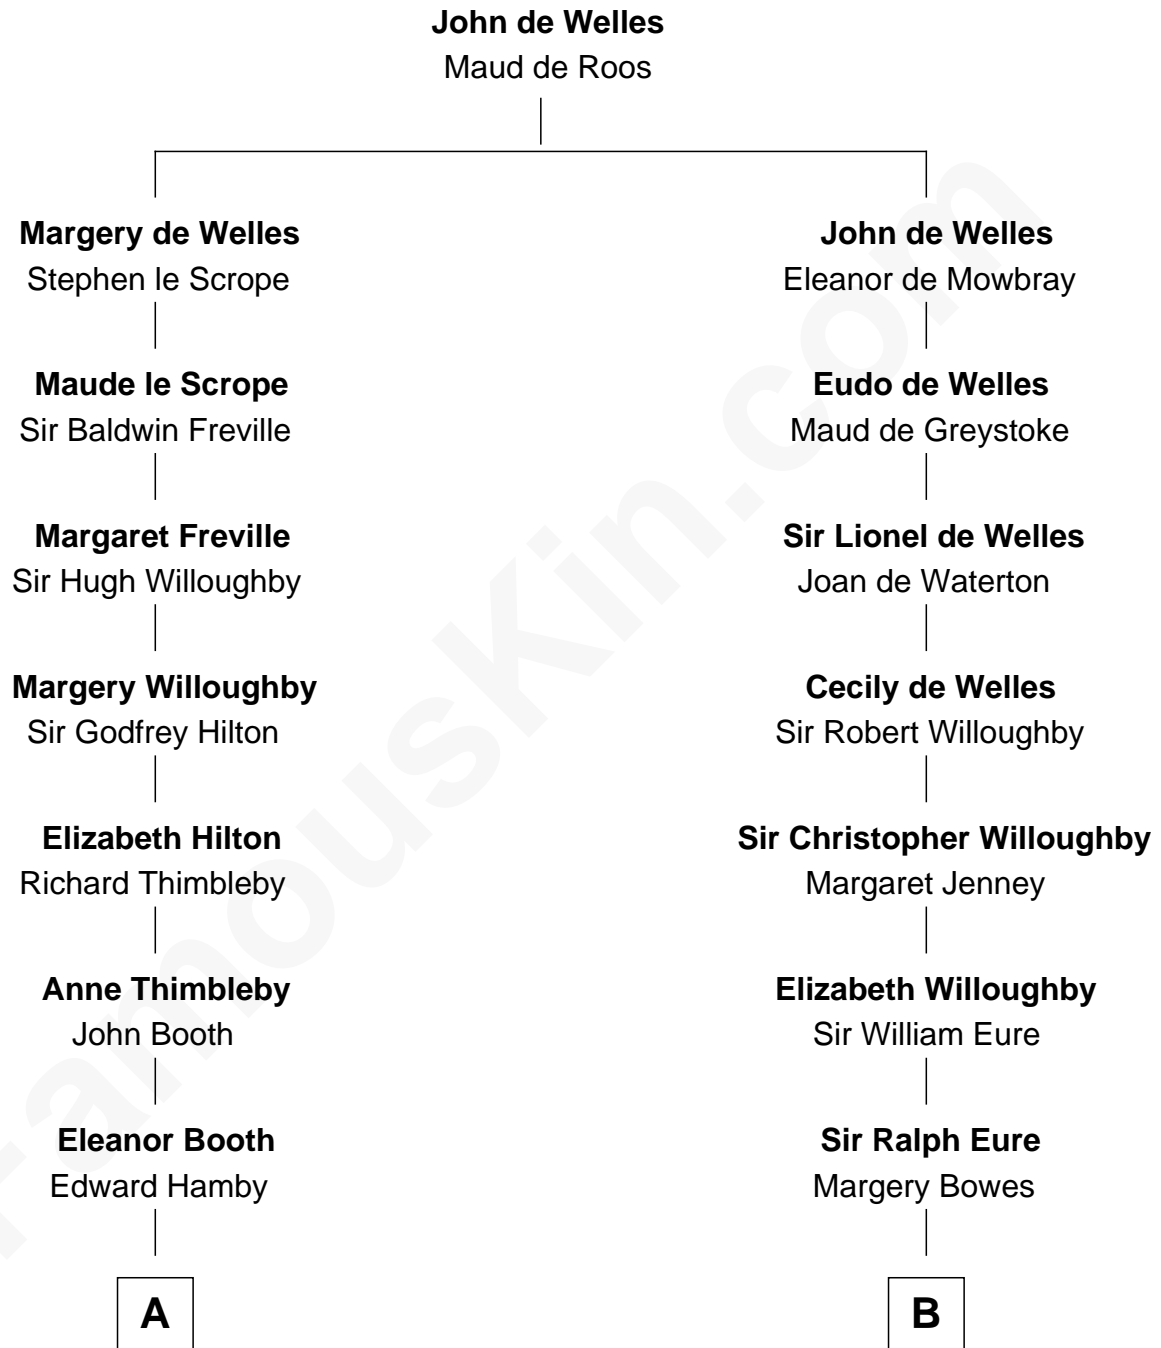 John de Welles
Maud de Roos
Margery de Welles
Stephen le Scrope
John de Welles
Eleanor de Mowbray
Maude le Scrope
Sir Baldwin Freville
Eudo de Welles
Maud de Greystoke
Margaret Freville
Sir Hugh Willoughby
Sir Lionel de Welles
Joan de Waterton
Margery Willoughby
Sir Godfrey Hilton
Cecily de Welles
Sir Robert Willoughby
Elizabeth Hilton
Richard Thimbleby
Sir Christopher Willoughby
Margaret Jenney
Anne Thimbleby
John Booth
Elizabeth Willoughby
Sir William Eure
Eleanor Booth
Edward Hamby
Sir Ralph Eure
Margery Bowes
A
B
FamousKin.com